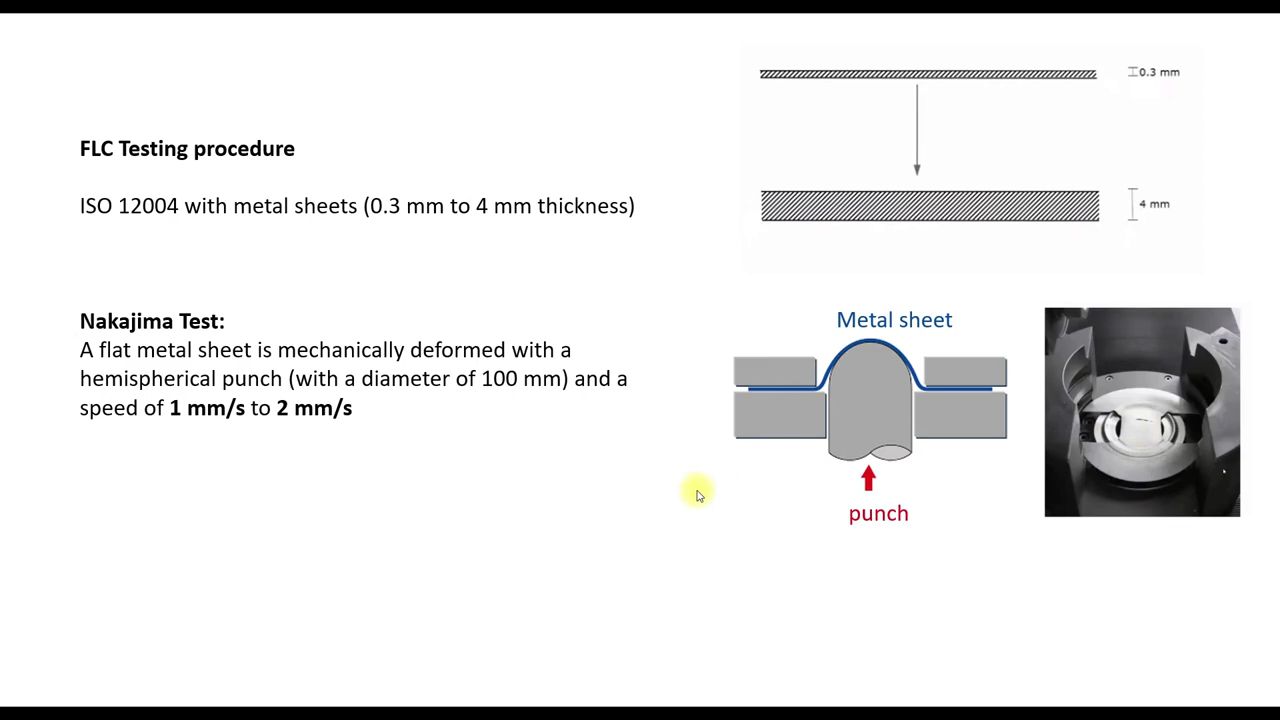 FLC Testing procedure
ISO 12004 with metal sheets (0.3 mm to 4 mm thickness)
0.3 mm
4 mm
Nakajima Test:
A flat metal sheet is mechanically deformed with a
hemispherical punch (with a diameter of 100 mm) and a
speed of 1 mm/s to 2 mm/s
Metal sheet
punch